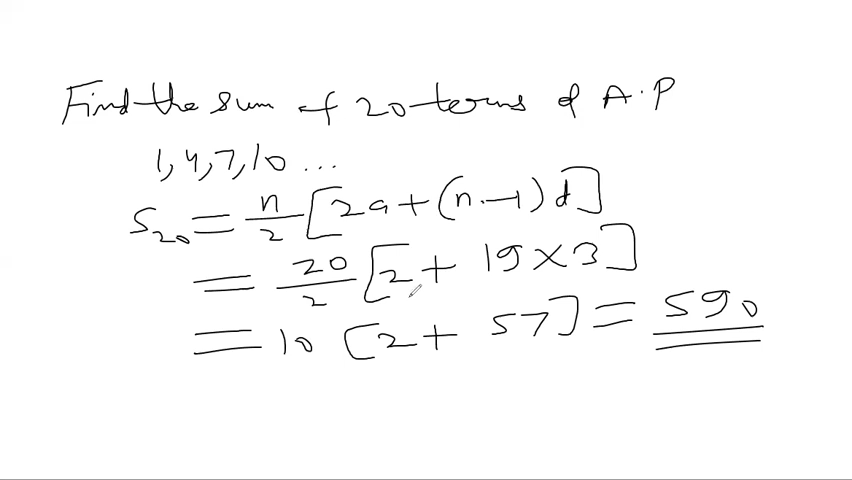 Find the sum of 20 terms of A.P
1, 4, 7, 10 ...
S₂₀ = n/2 [2a + (n-1) d]
= 20/2 [2 + 19 × 3]
= 10 [2 + 57] = 590